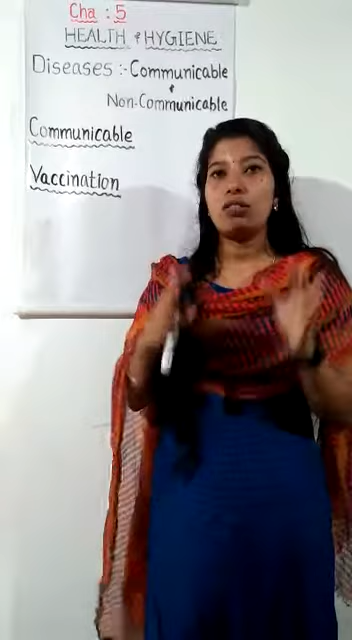 Cha : 5
HEALTH & HYGIENE
Diseases :- Communicable
&
Non-Communicable
Communicable
Vaccination